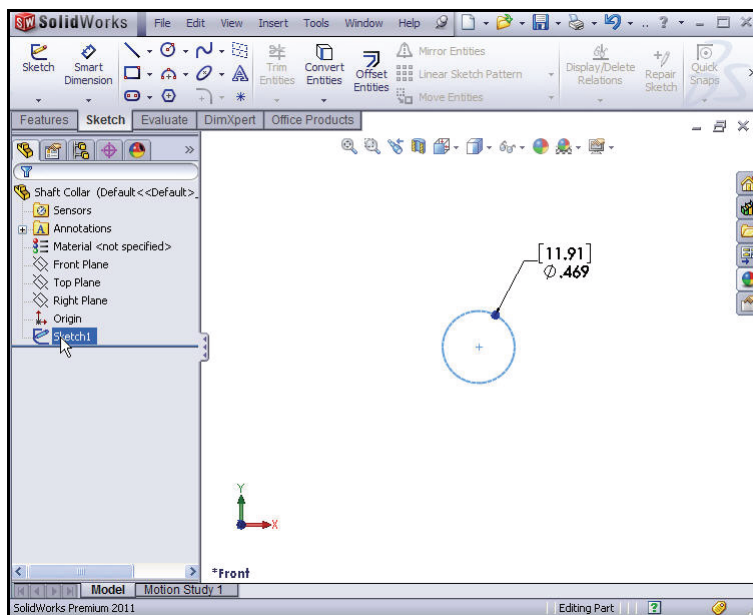 SW SolidWorks File Edit View Insert Tools Window Help .. ?
Sketch Smart Dimension Trim Entities Convert Entities Offset Entities Mirror Entities Linear Sketch Pattern Move Entities Display/Delete Relations Repair Sketch Quick Snaps
Features Sketch Evaluate DimXpert Office Products
Shaft Collar (Default<<Default>_
Sensors
Annotations
Material <not specified>
Front Plane
Top Plane
Right Plane
Origin
Sketch1
[11.91]
Ø.469
Y
X
*Front
Model Motion Study 1
SolidWorks Premium 2011 Editing Part ?